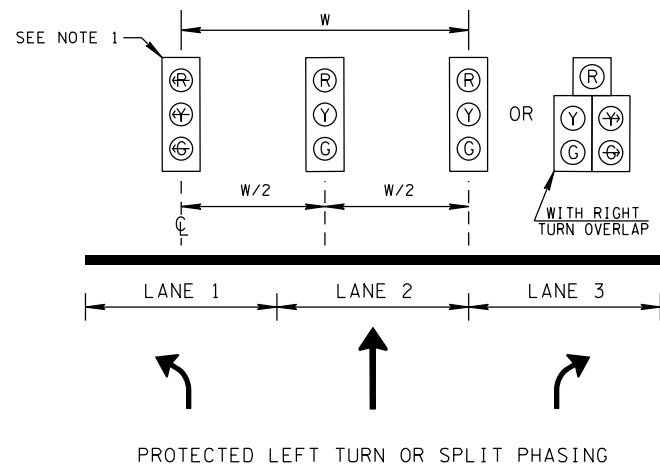 W
SEE NOTE 1
R R R R
Y Y Y Y Y
G G G G G
OR
W/2 W/2
℄
WITH RIGHT
TURN OVERLAP
LANE 1 LANE 2 LANE 3
PROTECTED LEFT TURN OR SPLIT PHASING